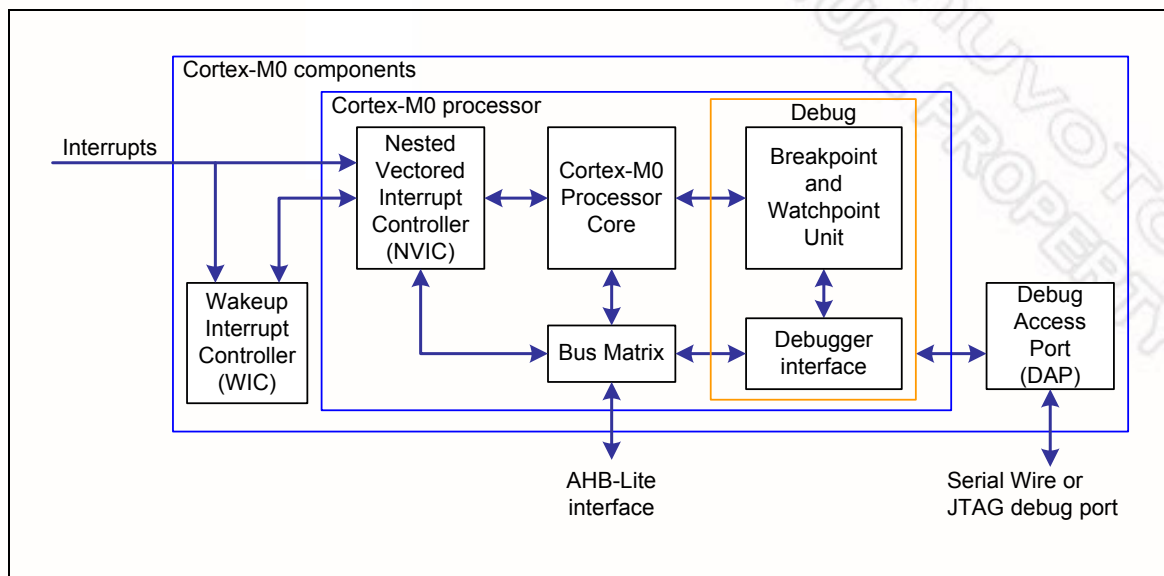 Cortex-M0 components
Cortex-M0 processor
Debug
Interrupts
Nested
Vectored
Interrupt
Controller
(NVIC)
Cortex-M0
Processor
Core
Breakpoint
and
Watchpoint
Unit
Wakeup
Interrupt
Controller
(WIC)
Bus Matrix
Debugger
interface
Debug
Access
Port
(DAP)
AHB-Lite
interface
Serial Wire or
JTAG debug port